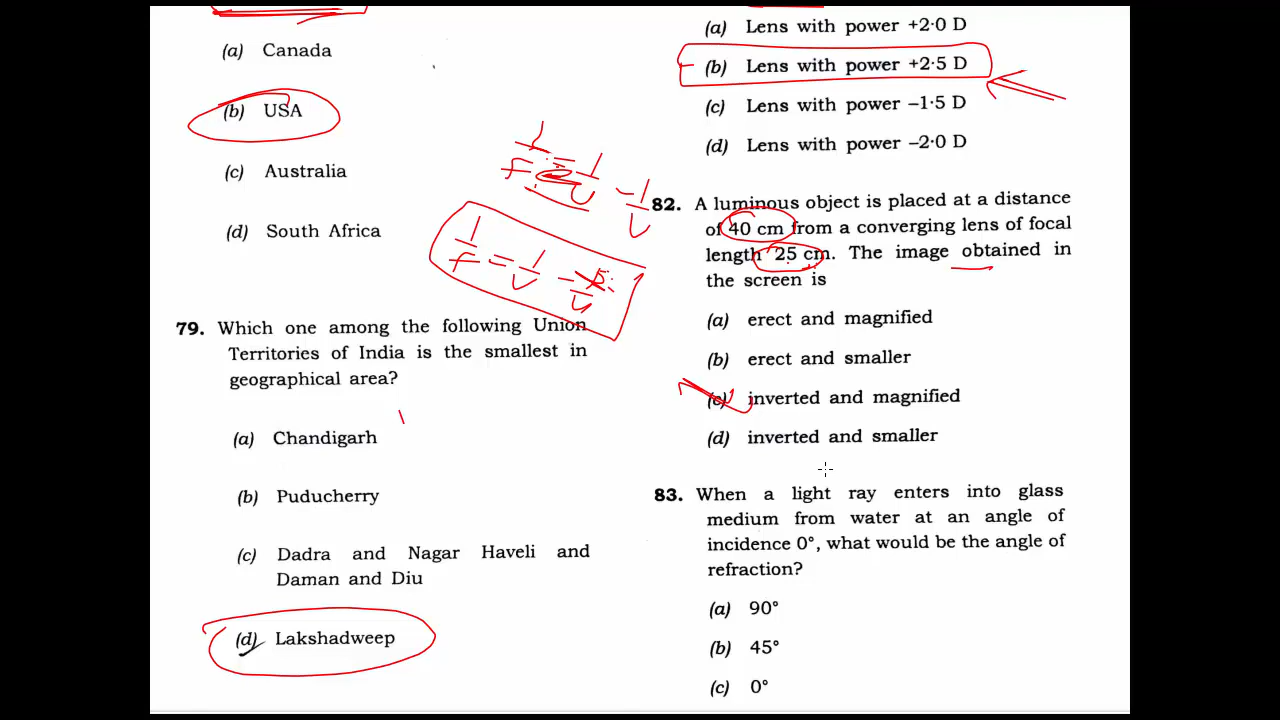 (a) Canada
(b) USA
(c) Australia
(d) South Africa
79. Which one among the following Union
Territories of India is the smallest in
geographical area?
(a) Chandigarh
(b) Puducherry
(c) Dadra and Nagar Haveli and
Daman and Diu
(d) Lakshadweep
(a) Lens with power +2·0 D
(b) Lens with power +2·5 D
(c) Lens with power –1·5 D
(d) Lens with power –2·0 D
82. A luminous object is placed at a distance
of 40 cm from a converging lens of focal
length 25 cm. The image obtained in
the screen is
(a) erect and magnified
(b) erect and smaller
(c) inverted and magnified
(d) inverted and smaller
83. When a light ray enters into glass
medium from water at an angle of
incidence 0°, what would be the angle of
refraction?
(a) 90°
(b) 45°
(c) 0°